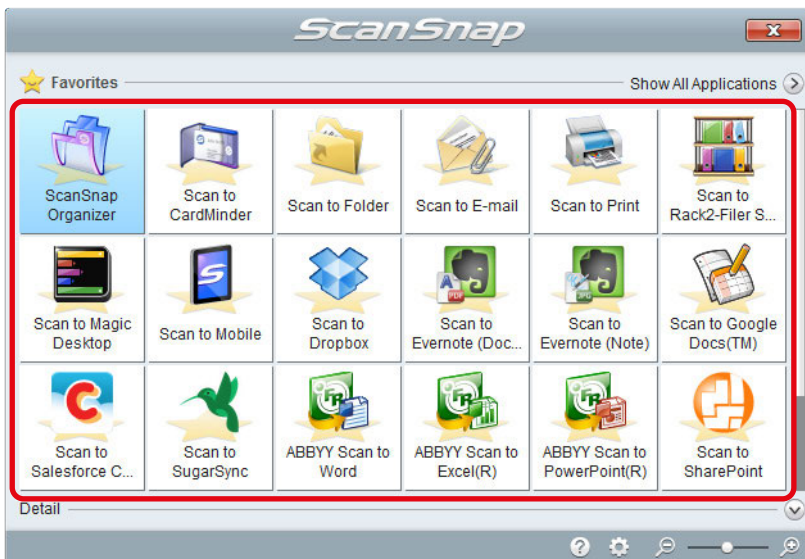 ScanSnap
Favorites
Show All Applications
ScanSnap
Organizer
Scan to
CardMinder
Scan to Folder
Scan to E-mail
Scan to Print
Scan to
Rack2-Filer S...
Scan to Magic
Desktop
Scan to Mobile
Scan to
Dropbox
Scan to
Evernote (Doc...
Scan to
Evernote (Note)
Scan to Google
Docs(TM)
Scan to
Salesforce C...
Scan to
SugarSync
ABBYY Scan to
Word
ABBYY Scan to
Excel(R)
ABBYY Scan to
PowerPoint(R)
Scan to
SharePoint
Detail